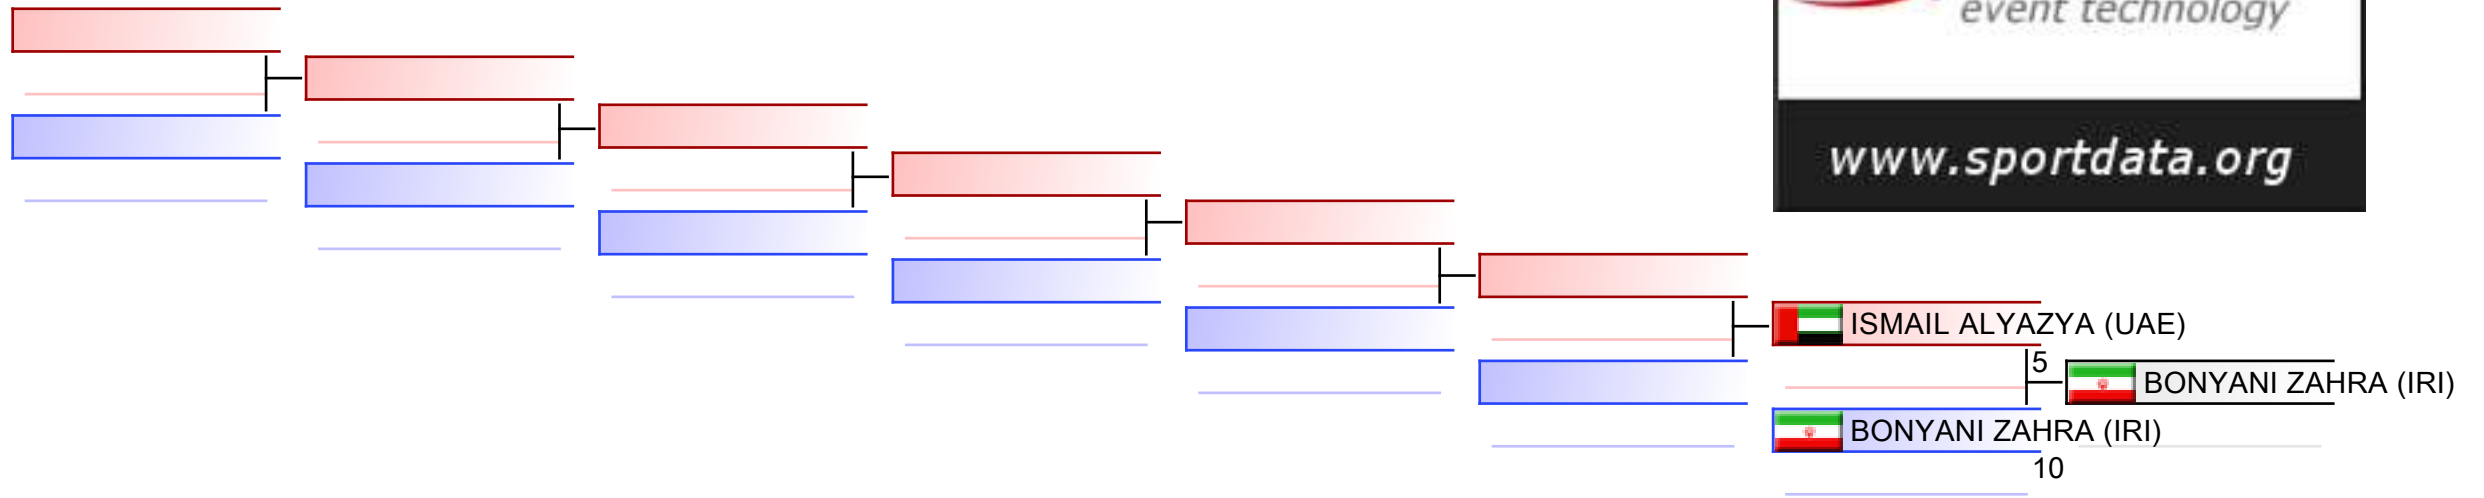 event technology
www.sportdata.org
ISMAIL ALYAZYA (UAE)
5
BONYANI ZAHRA (IRI)
BONYANI ZAHRA (IRI)
10